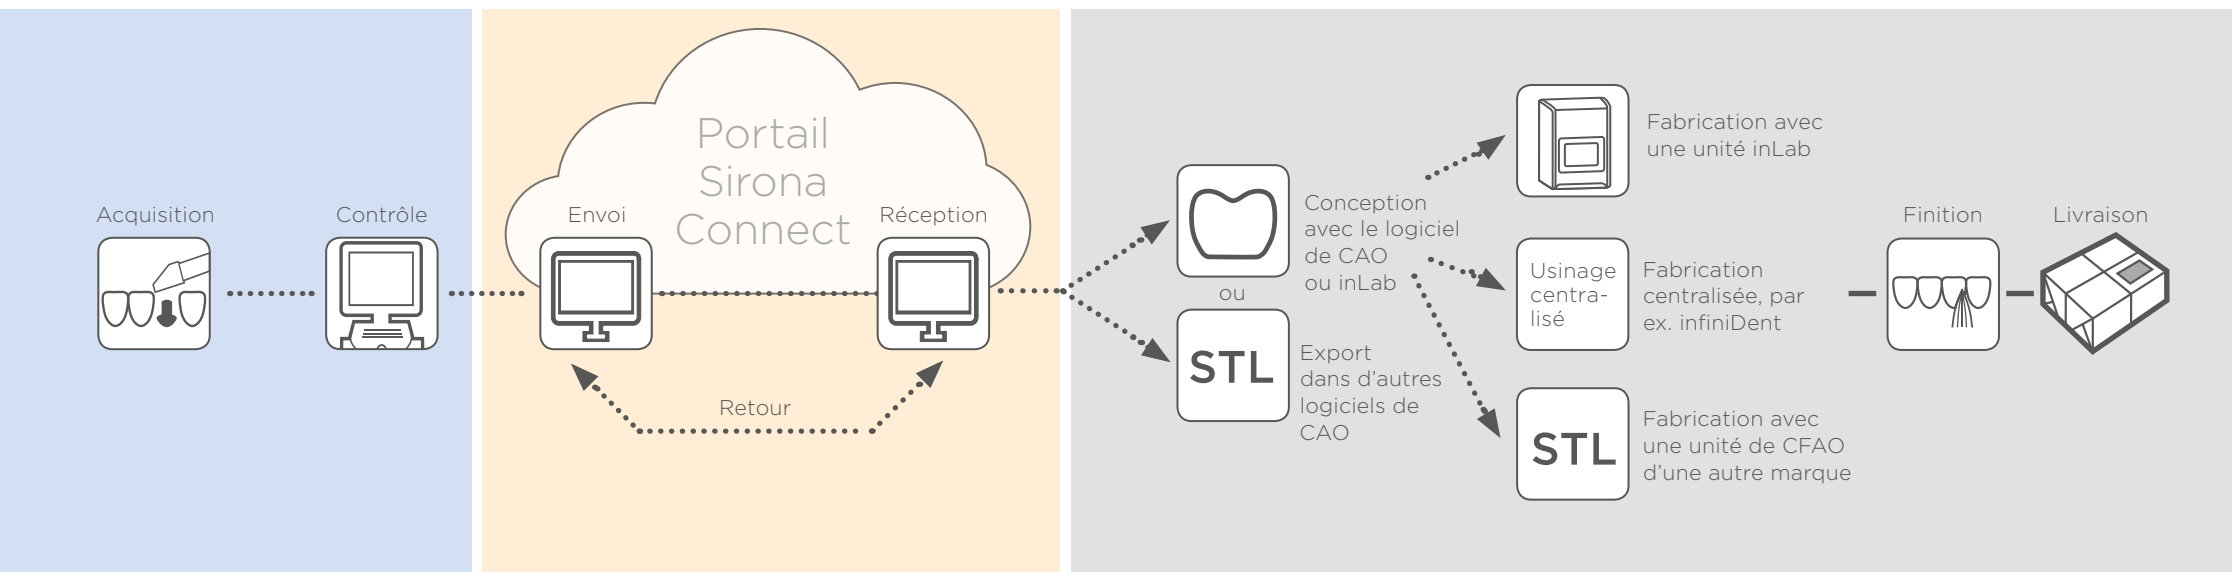 Acquisition
Contrôle
Portail
Sirona
Connect
Envoi
Réception
Retour
Conception
avec le logiciel
de CAO
ou inLab
ou
STL
Export
dans d’autres
logiciels de
CAO
Fabrication avec
une unité inLab
Usinage
centra-
lisé
Fabrication
centralisée, par
ex. infiniDent
STL
Fabrication avec
une unité de CFAO
d’une autre marque
Finition
Livraison